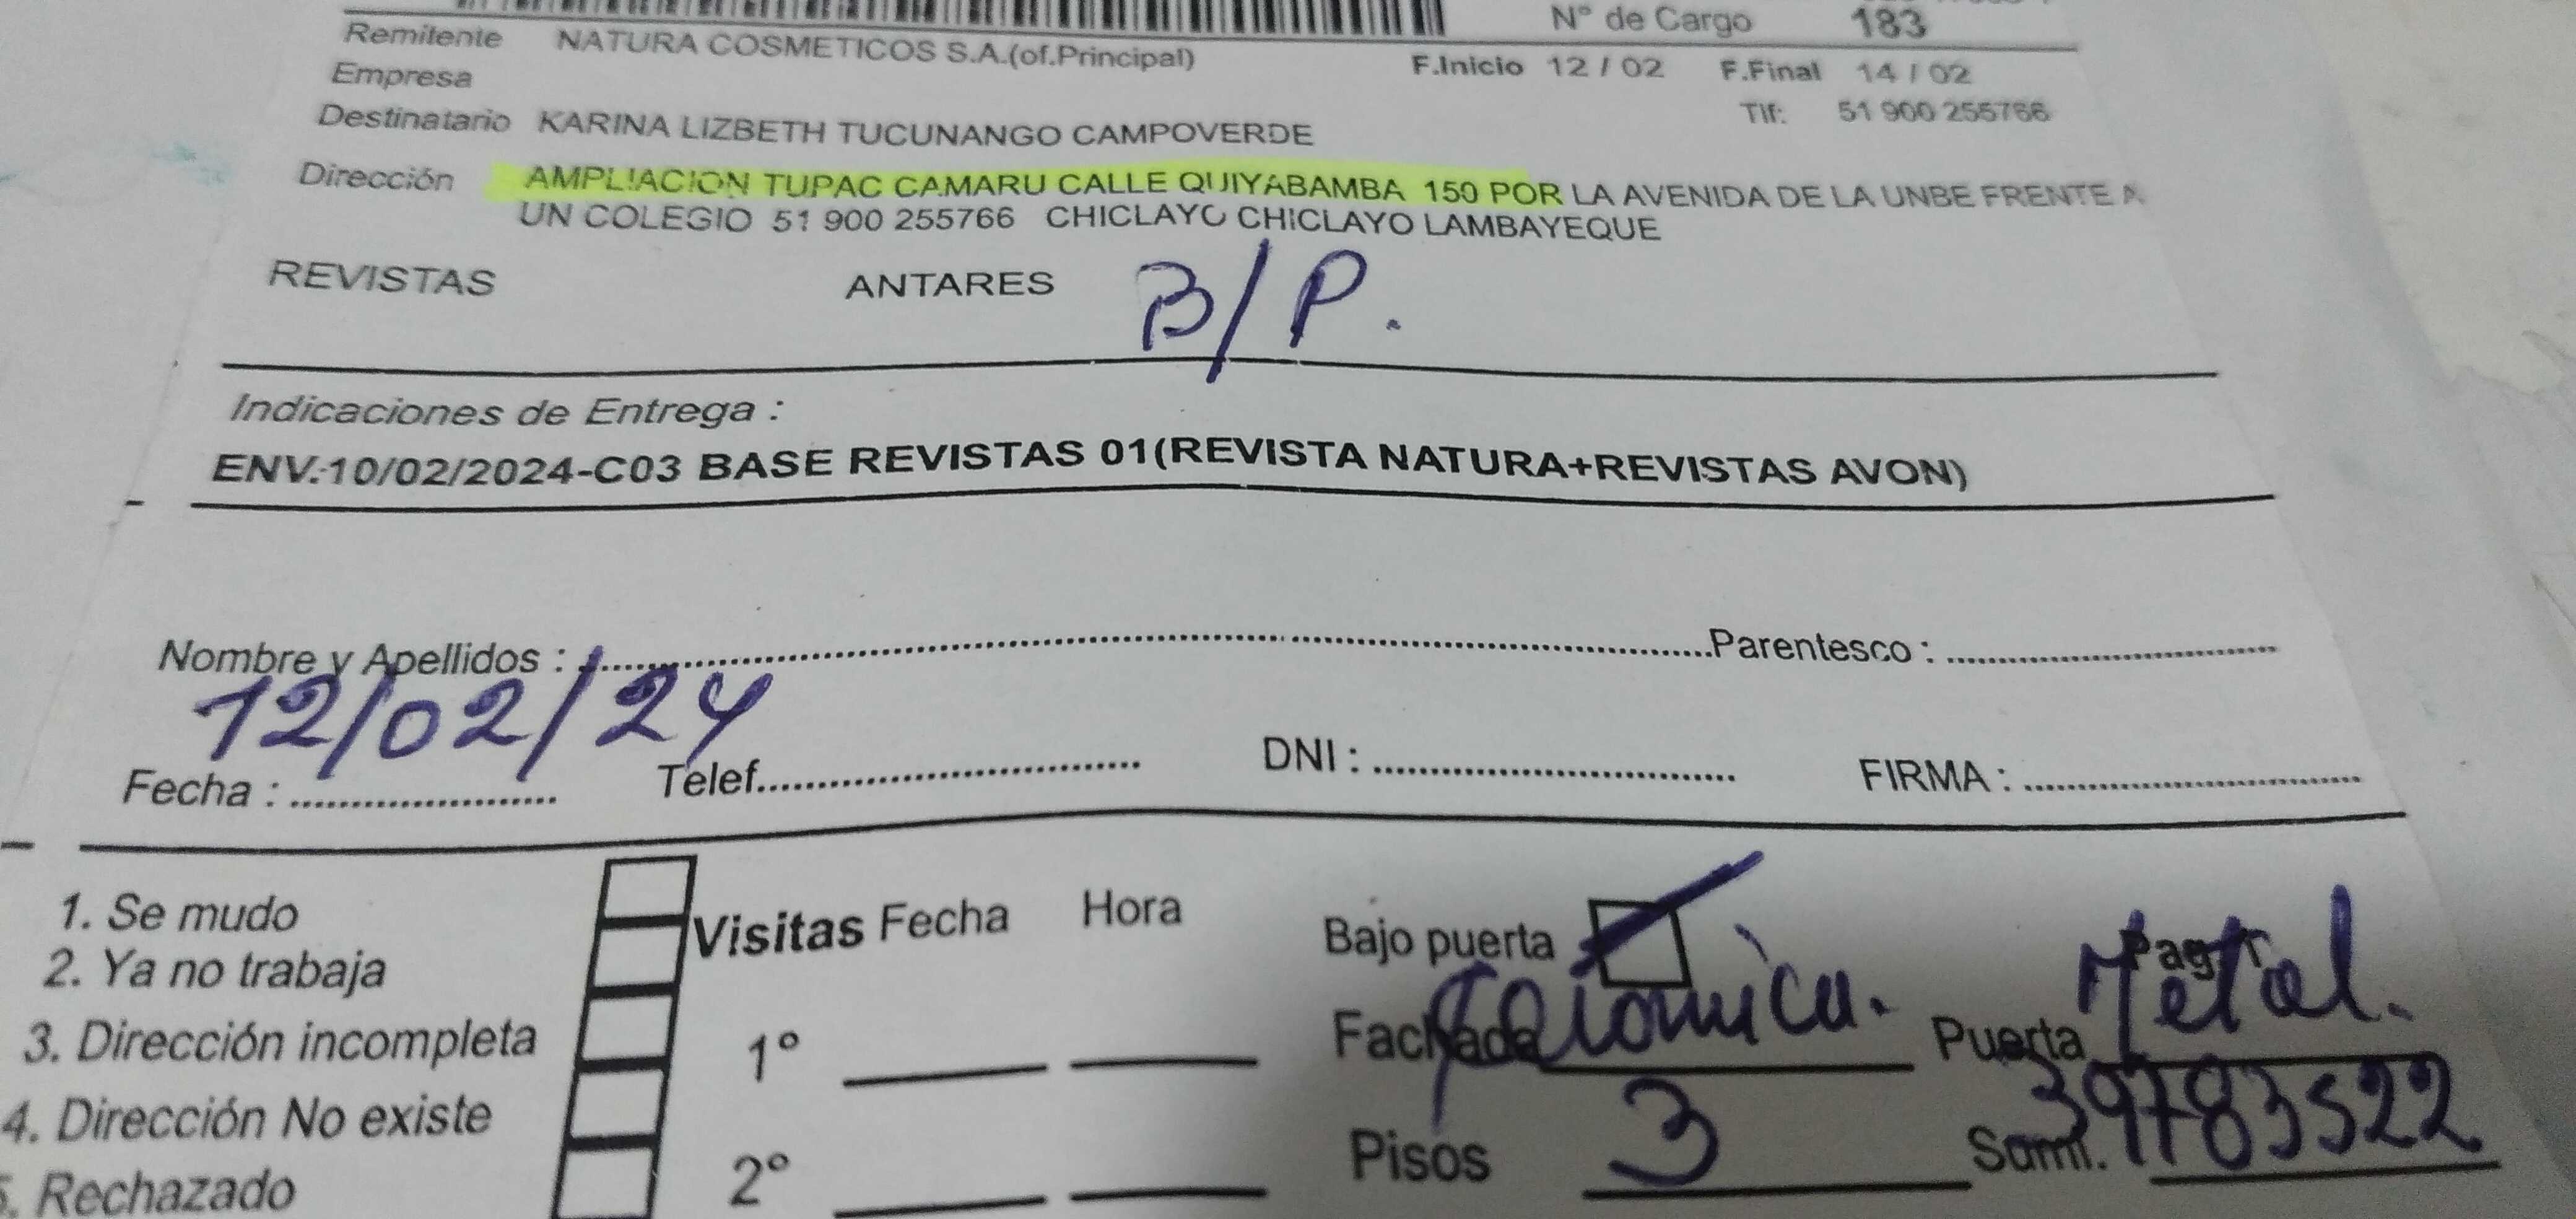 N° de Cargo 183
Remitente NATURA COSMETICOS S.A.(of.Principal)
F.Inicio 12 / 02 F.Final 14 / 02
Empresa
Tlf: 51 900 255766
Destinatario KARINA LIZBETH TUCUNANGO CAMPOVERDE
Dirección AMPLIACION TUPAC CAMARU CALLE QUIYABAMBA 150 POR LA AVENIDA DE LA UNBE FRENTE A
UN COLEGIO 51 900 255766 CHICLAYO CHICLAYO LAMBAYEQUE
REVISTAS ANTARES B/P.
Indicaciones de Entrega :
ENV.:10/02/2024-C03 BASE REVISTAS 01(REVISTA NATURA+REVISTAS AVON)
Nombre y Apellidos : Parentesco :
12/02/24
Fecha : Telef. DNI : FIRMA :
1. Se mudo
2. Ya no trabaja
3. Dirección incompleta
4. Dirección No existe
5. Rechazado
Visitas Fecha Hora
1°
2°
Bajo puerta
Fachada
Puerta Metal.
Pisos 3
Sumi. 39783522